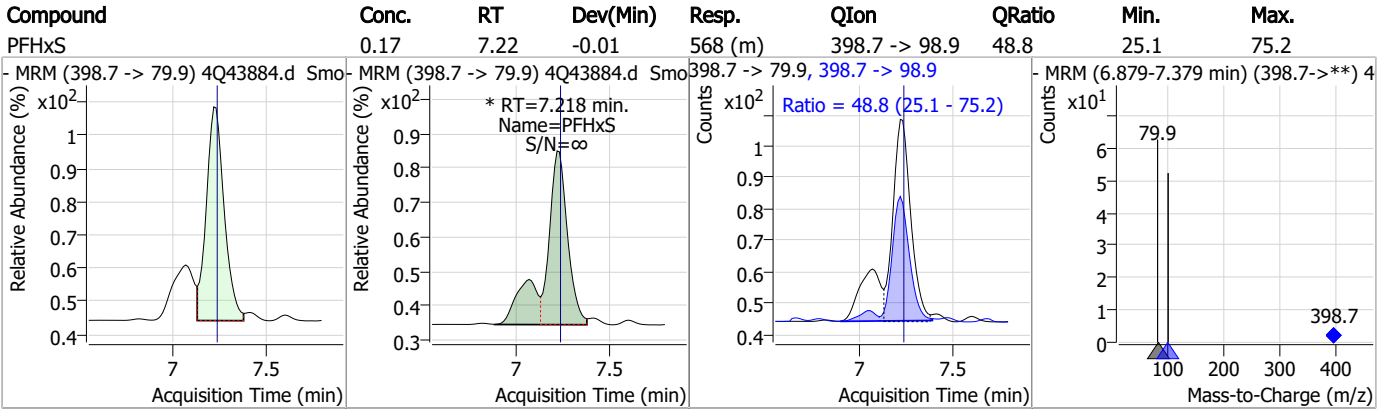 Compound Conc. RT Dev(Min) Resp. QIon QRatio Min. Max.
PFHxS 0.17 7.22 -0.01 568 (m) 398.7 -> 98.9 48.8 25.1 75.2
- MRM (398.7 -> 79.9) 4Q43884.d Smo
Relative Abundance (%)
x10²
1
0.9
0.8
0.7
0.6
0.5
0.4
7 7.5
Acquisition Time (min)
- MRM (398.7 -> 79.9) 4Q43884.d Smo
Relative Abundance (%)
x10²
* RT=7.218 min.
Name=PFHxS
S/N=∞
0.9
0.8
0.7
0.6
0.5
0.4
0.3
7 7.5
Acquisition Time (min)
398.7 -> 79.9, 398.7 -> 98.9
Counts
x10²
Ratio = 48.8 (25.1 - 75.2)
1
0.9
0.8
0.7
0.6
0.5
0.4
7 7.5
Acquisition Time (min)
- MRM (6.879-7.379 min) (398.7->**) 4
Counts
x10¹
79.9
6
5
4
3
2
1
0
398.7
100 200 300 400
Mass-to-Charge (m/z)